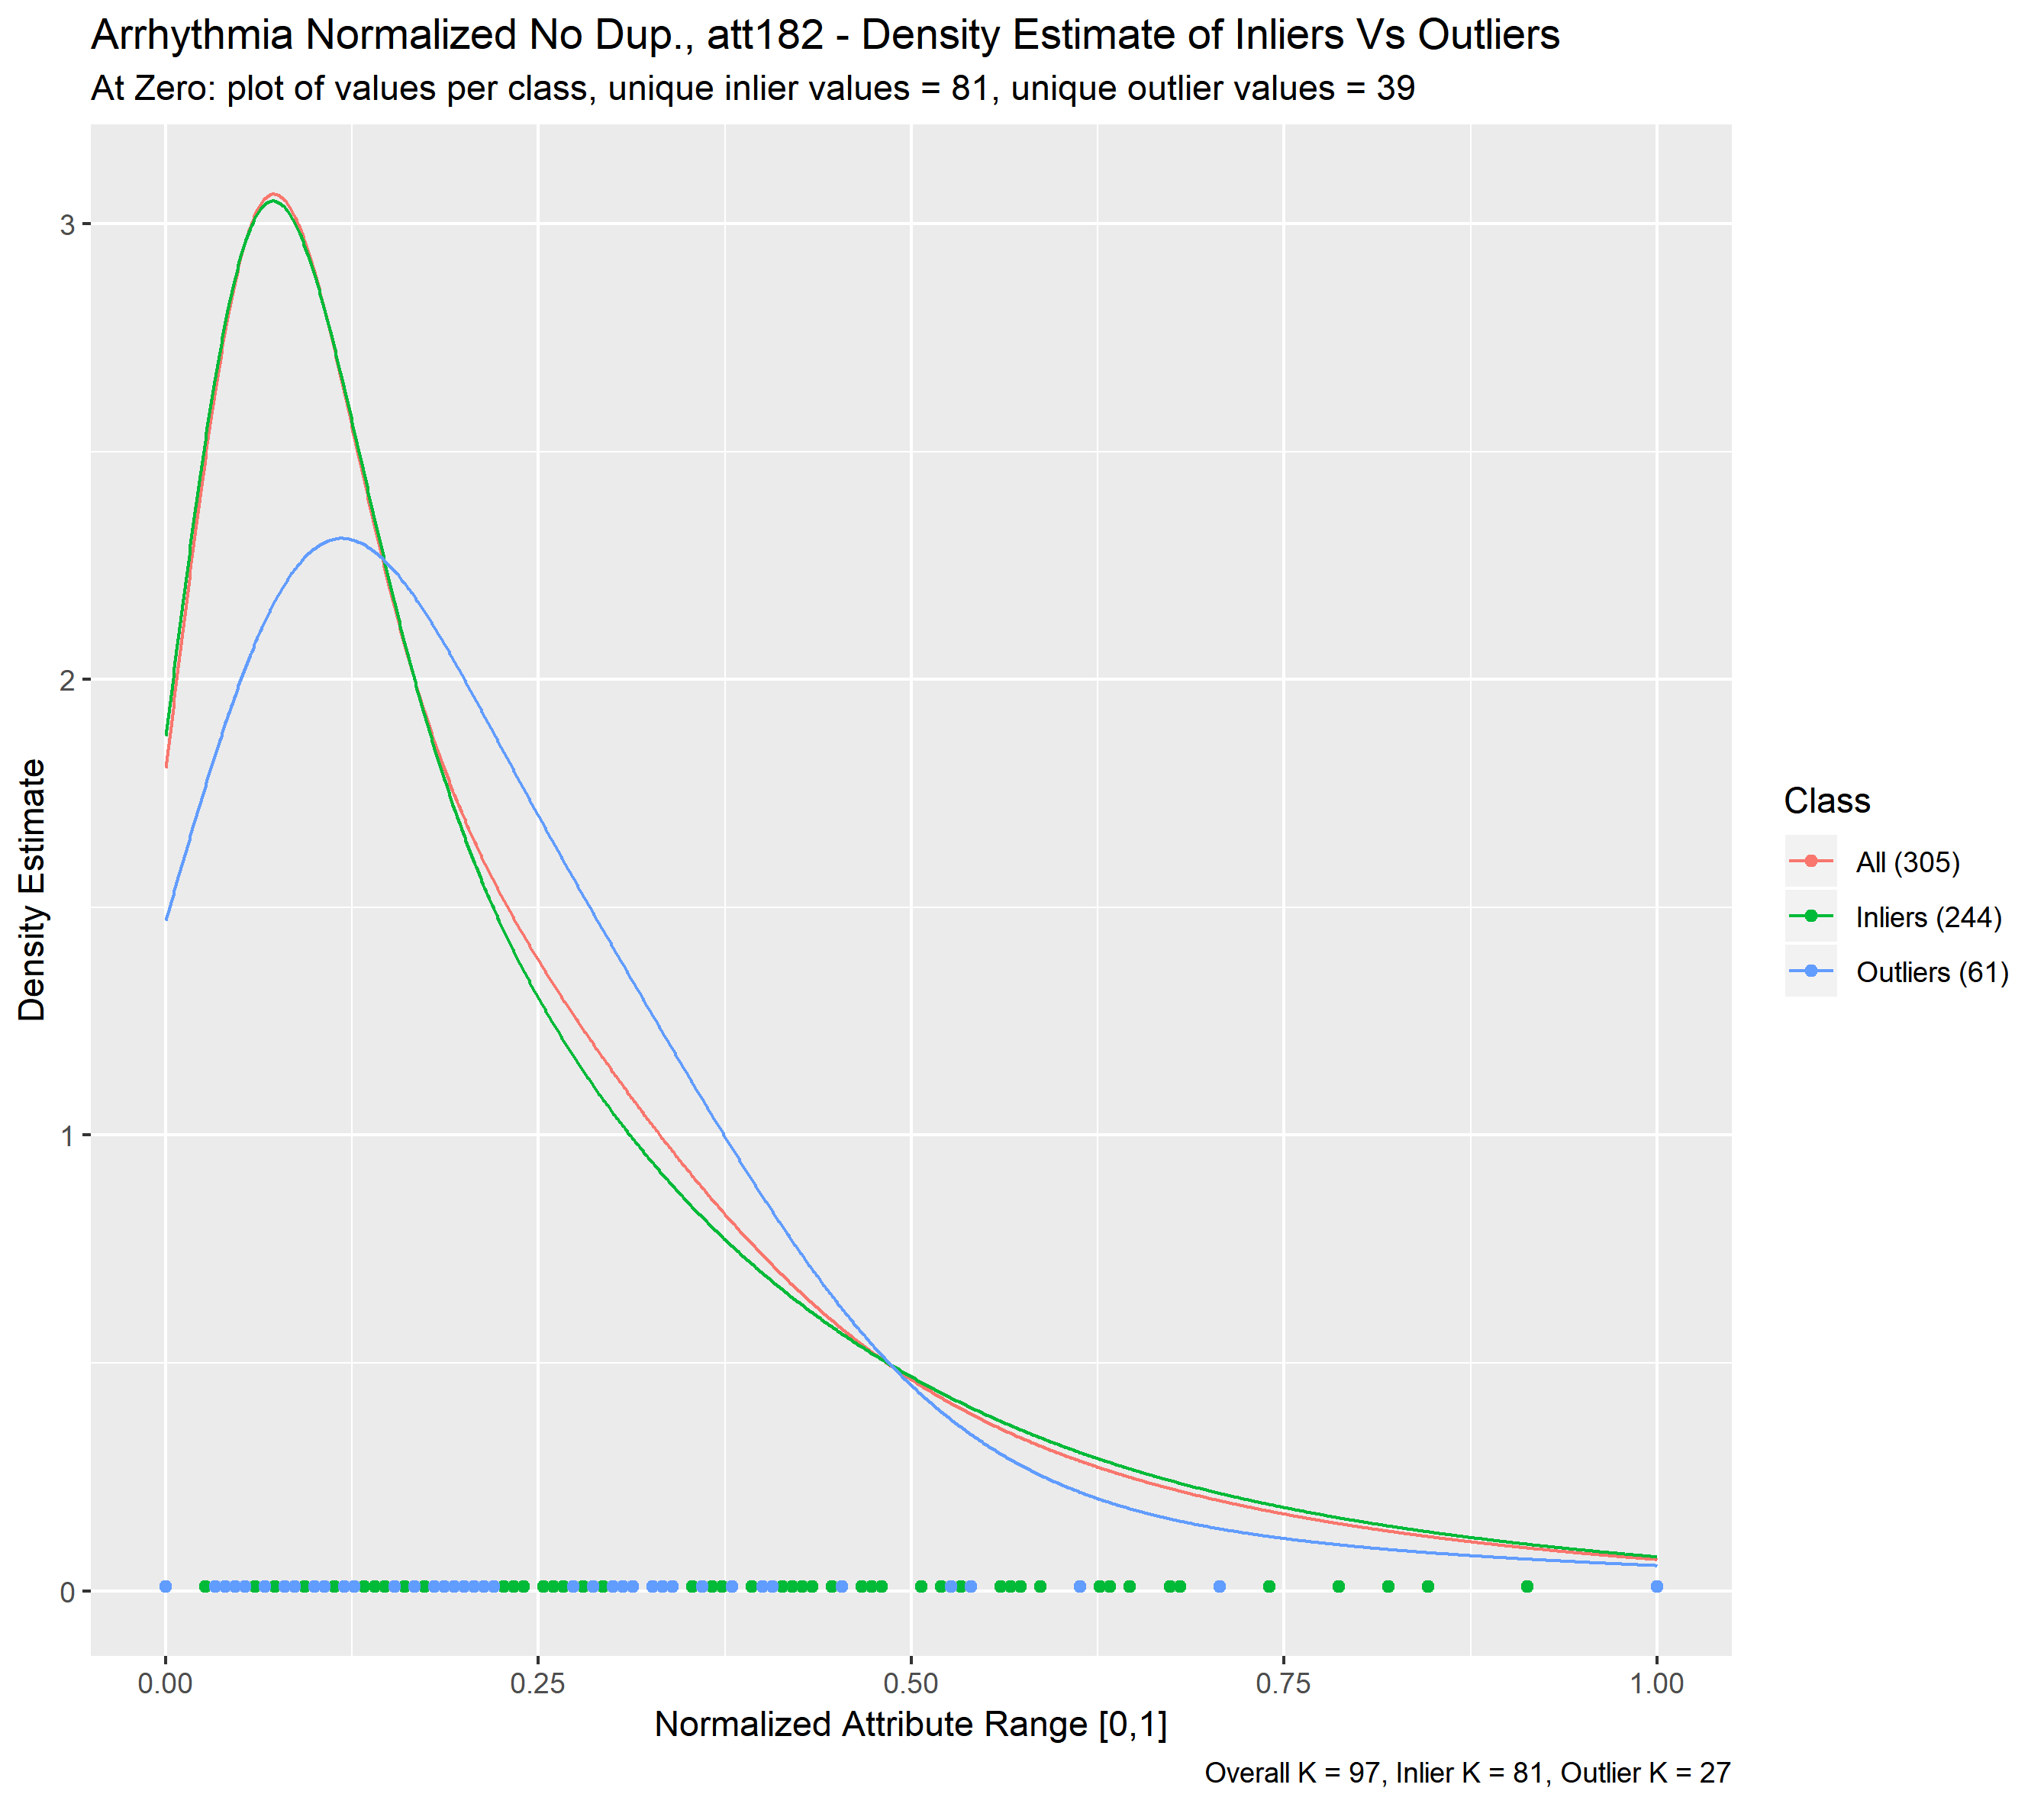 Arrhythmia Normalized No Dup., att182 - Density Estimate of Inliers Vs Outliers
At Zero: plot of values per class, unique inlier values = 81, unique outlier values = 39
Density Estimate
3
2
1
0
0.00 0.25 0.50 0.75 1.00
Normalized Attribute Range [0,1]
Class
All (305)
Inliers (244)
Outliers (61)
Overall K = 97, Inlier K = 81, Outlier K = 27